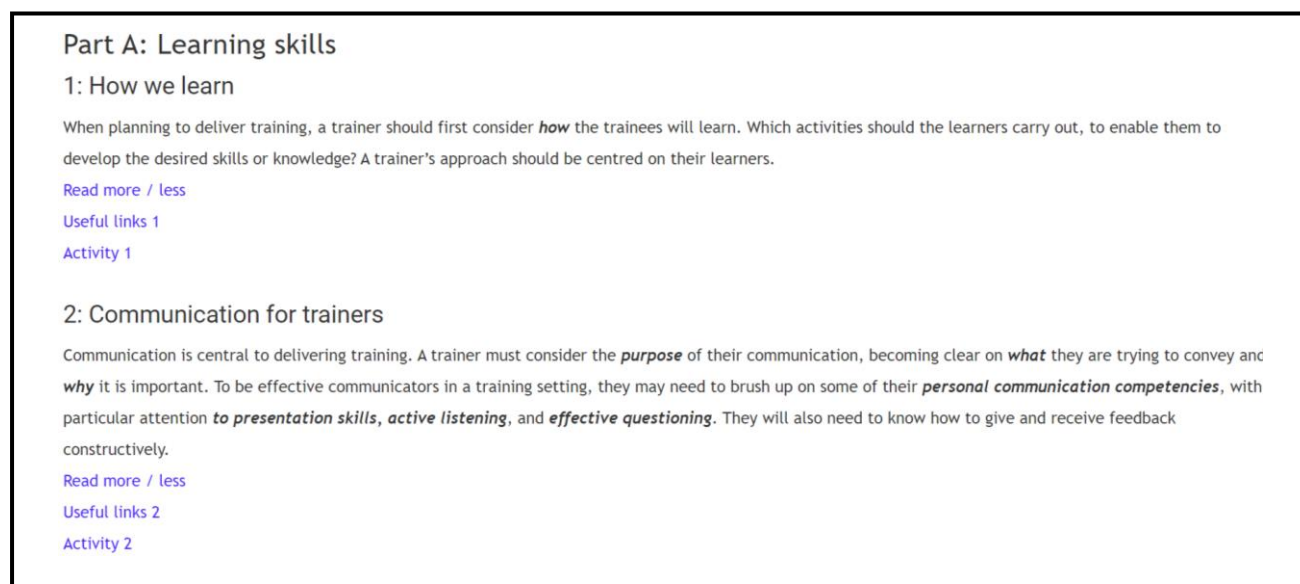 Part A: Learning skills
1: How we learn
When planning to deliver training, a trainer should first consider how the trainees will learn. Which activities should the learners carry out, to enable them to
develop the desired skills or knowledge? A trainer's approach should be centred on their learners.
Read more / less
Useful links 1
Activity 1
2: Communication for trainers
Communication is central to delivering training. A trainer must consider the purpose of their communication, becoming clear on what they are trying to convey and
why it is important. To be effective communicators in a training setting, they may need to brush up on some of their personal communication competencies, with
particular attention to presentation skills, active listening, and effective questioning. They will also need to know how to give and receive feedback
constructively.
Read more / less
Useful links 2
Activity 2